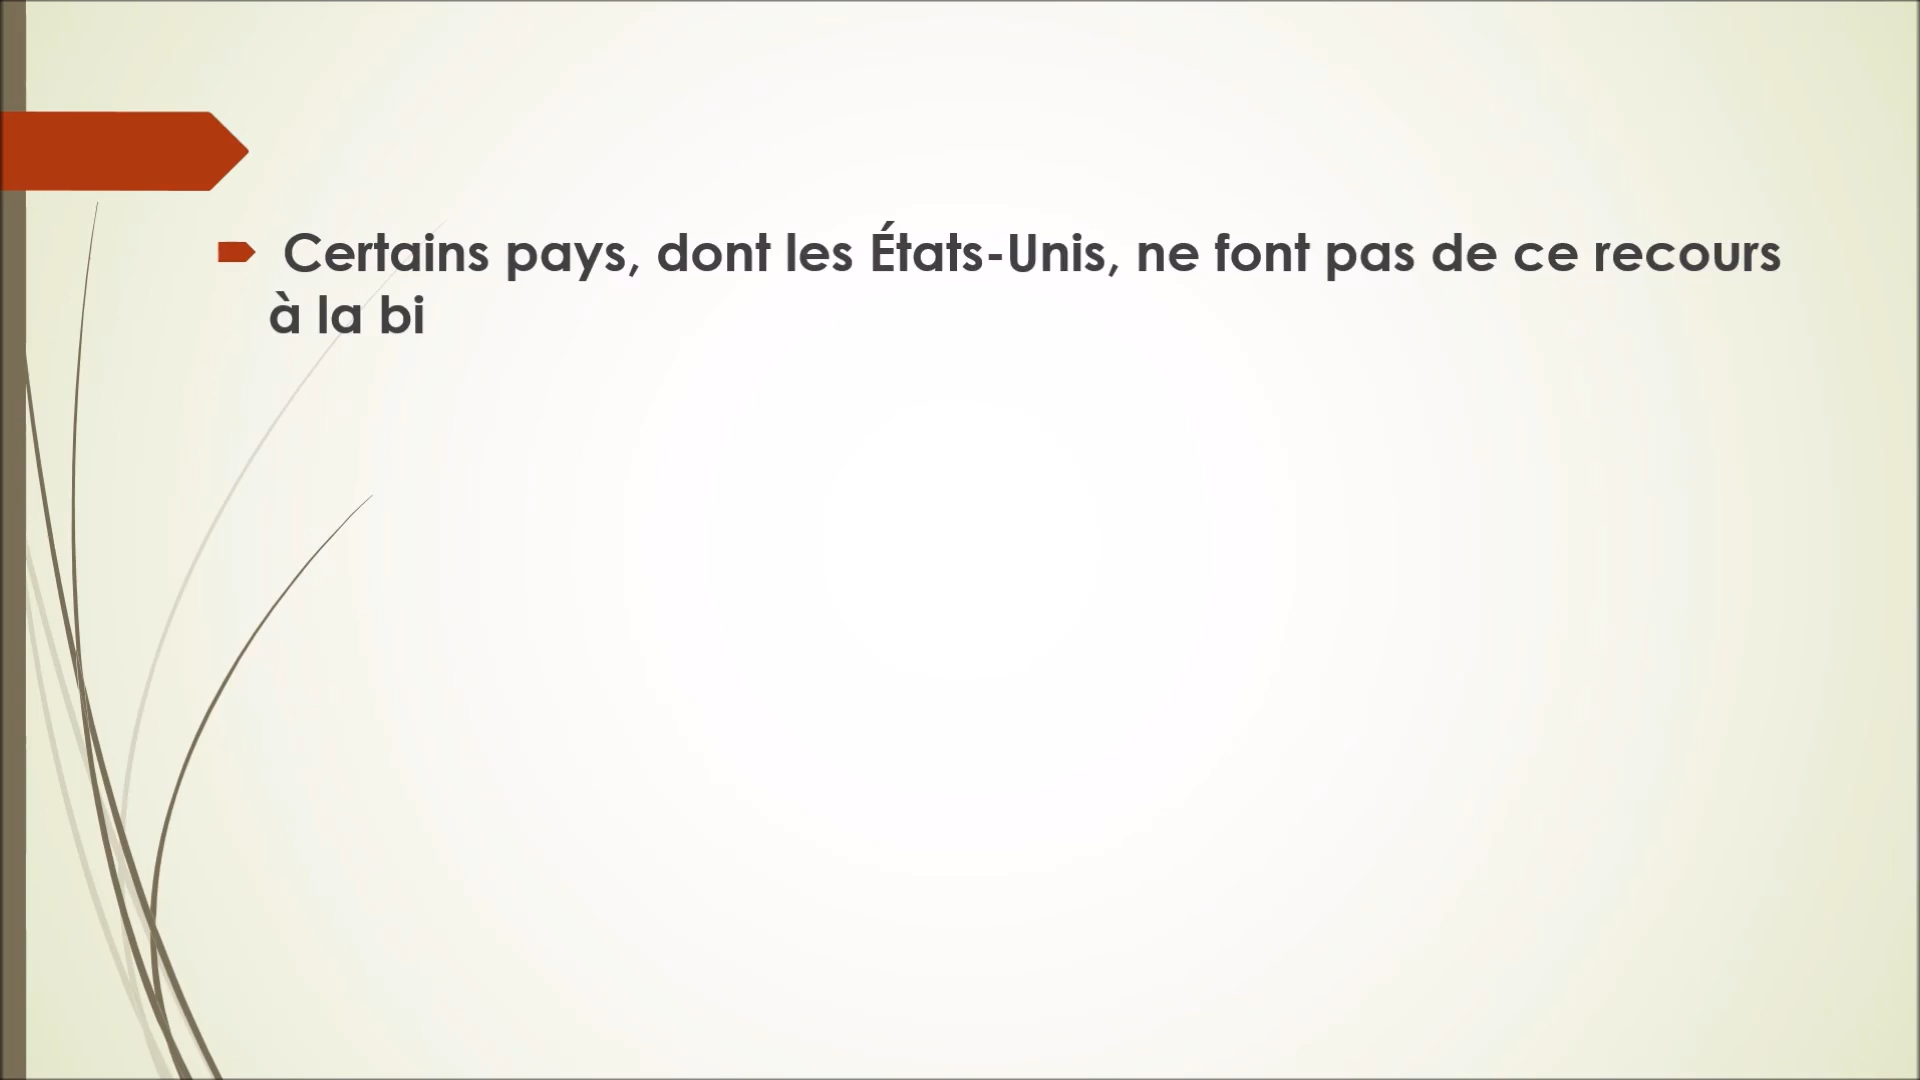 Certains pays, dont les États-Unis, ne font pas de ce recours
à la bi